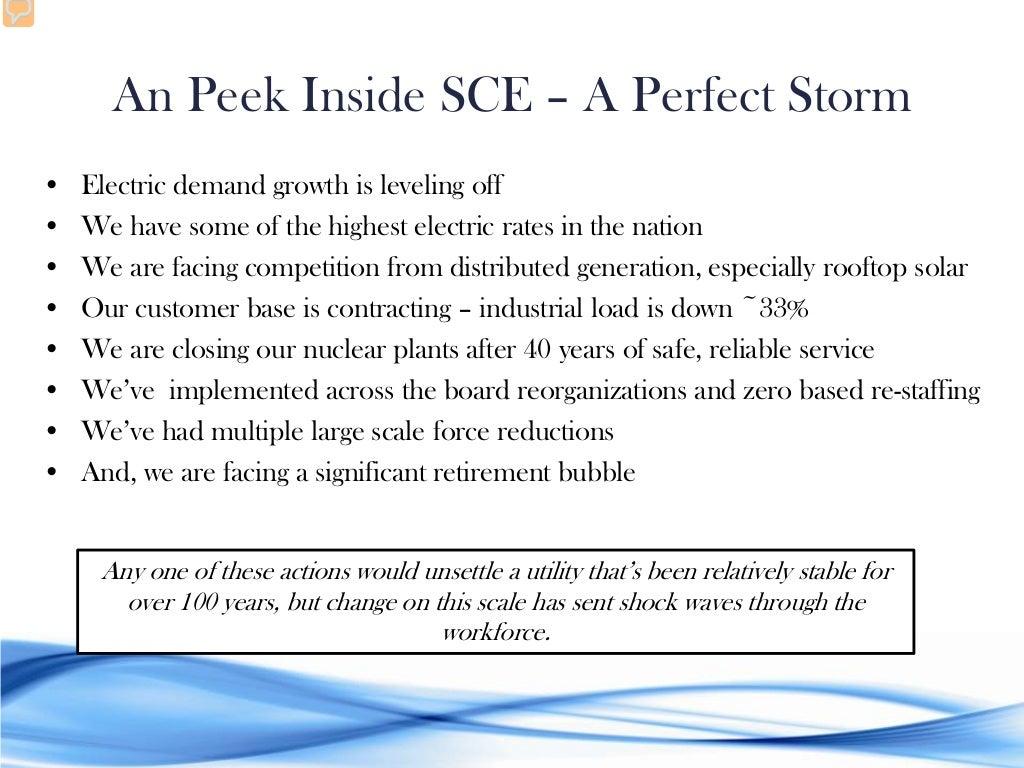 An Peek Inside SCE – A Perfect Storm
• Electric demand growth is leveling off
• We have some of the highest electric rates in the nation
• We are facing competition from distributed generation, especially rooftop solar
• Our customer base is contracting – industrial load is down ~33%
• We are closing our nuclear plants after 40 years of safe, reliable service
• We’ve  implemented across the board reorganizations and zero based re-staffing
• We’ve had multiple large scale force reductions
• And, we are facing a significant retirement bubble
Any one of these actions would unsettle a utility that’s been relatively stable for
over 100 years, but change on this scale has sent shock waves through the
workforce.